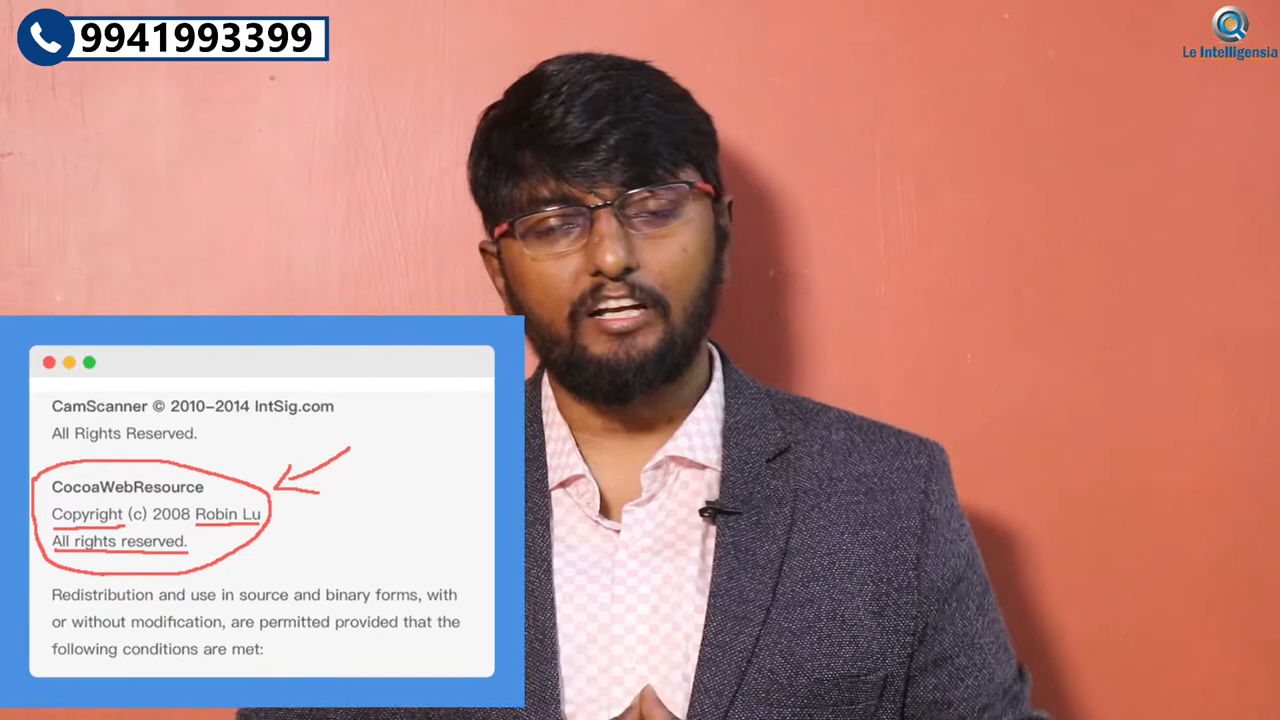 9941993399
Le Intelligensia
CamScanner © 2010–2014 IntSig.com
All Rights Reserved.
CocoaWebResource
Copyright (c) 2008 Robin Lu
All rights reserved.
Redistribution and use in source and binary forms, with
or without modification, are permitted provided that the
following conditions are met: